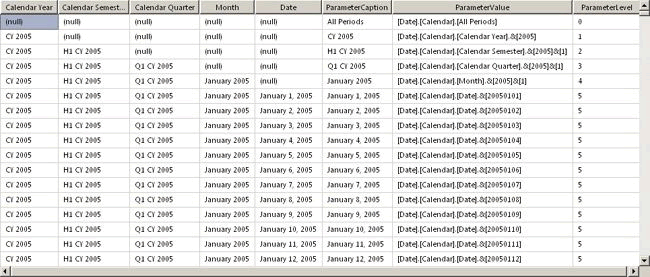 Calendar Year Calendar Semest... Calendar Quarter Month Date ParameterCaption ParameterValue ParameterLevel
(null) (null) (null) (null) (null) All Periods [Date].[Calendar].[All Periods] 0
CY 2005 (null) (null) (null) (null) CY 2005 [Date].[Calendar].[Calendar Year].&[2005] 1
CY 2005 H1 CY 2005 (null) (null) (null) H1 CY 2005 [Date].[Calendar].[Calendar Semester].&[2005]&[1] 2
CY 2005 H1 CY 2005 Q1 CY 2005 (null) (null) Q1 CY 2005 [Date].[Calendar].[Calendar Quarter].&[2005]&[1] 3
CY 2005 H1 CY 2005 Q1 CY 2005 January 2005 (null) January 2005 [Date].[Calendar].[Month].&[2005]&[1] 4
CY 2005 H1 CY 2005 Q1 CY 2005 January 2005 January 1, 2005 January 1, 2005 [Date].[Calendar].[Date].&[20050101] 5
CY 2005 H1 CY 2005 Q1 CY 2005 January 2005 January 2, 2005 January 2, 2005 [Date].[Calendar].[Date].&[20050102] 5
CY 2005 H1 CY 2005 Q1 CY 2005 January 2005 January 3, 2005 January 3, 2005 [Date].[Calendar].[Date].&[20050103] 5
CY 2005 H1 CY 2005 Q1 CY 2005 January 2005 January 4, 2005 January 4, 2005 [Date].[Calendar].[Date].&[20050104] 5
CY 2005 H1 CY 2005 Q1 CY 2005 January 2005 January 5, 2005 January 5, 2005 [Date].[Calendar].[Date].&[20050105] 5
CY 2005 H1 CY 2005 Q1 CY 2005 January 2005 January 6, 2005 January 6, 2005 [Date].[Calendar].[Date].&[20050106] 5
CY 2005 H1 CY 2005 Q1 CY 2005 January 2005 January 7, 2005 January 7, 2005 [Date].[Calendar].[Date].&[20050107] 5
CY 2005 H1 CY 2005 Q1 CY 2005 January 2005 January 8, 2005 January 8, 2005 [Date].[Calendar].[Date].&[20050108] 5
CY 2005 H1 CY 2005 Q1 CY 2005 January 2005 January 9, 2005 January 9, 2005 [Date].[Calendar].[Date].&[20050109] 5
CY 2005 H1 CY 2005 Q1 CY 2005 January 2005 January 10, 2005 January 10, 2005 [Date].[Calendar].[Date].&[20050110] 5
CY 2005 H1 CY 2005 Q1 CY 2005 January 2005 January 11, 2005 January 11, 2005 [Date].[Calendar].[Date].&[20050111] 5
CY 2005 H1 CY 2005 Q1 CY 2005 January 2005 January 12, 2005 January 12, 2005 [Date].[Calendar].[Date].&[20050112] 5